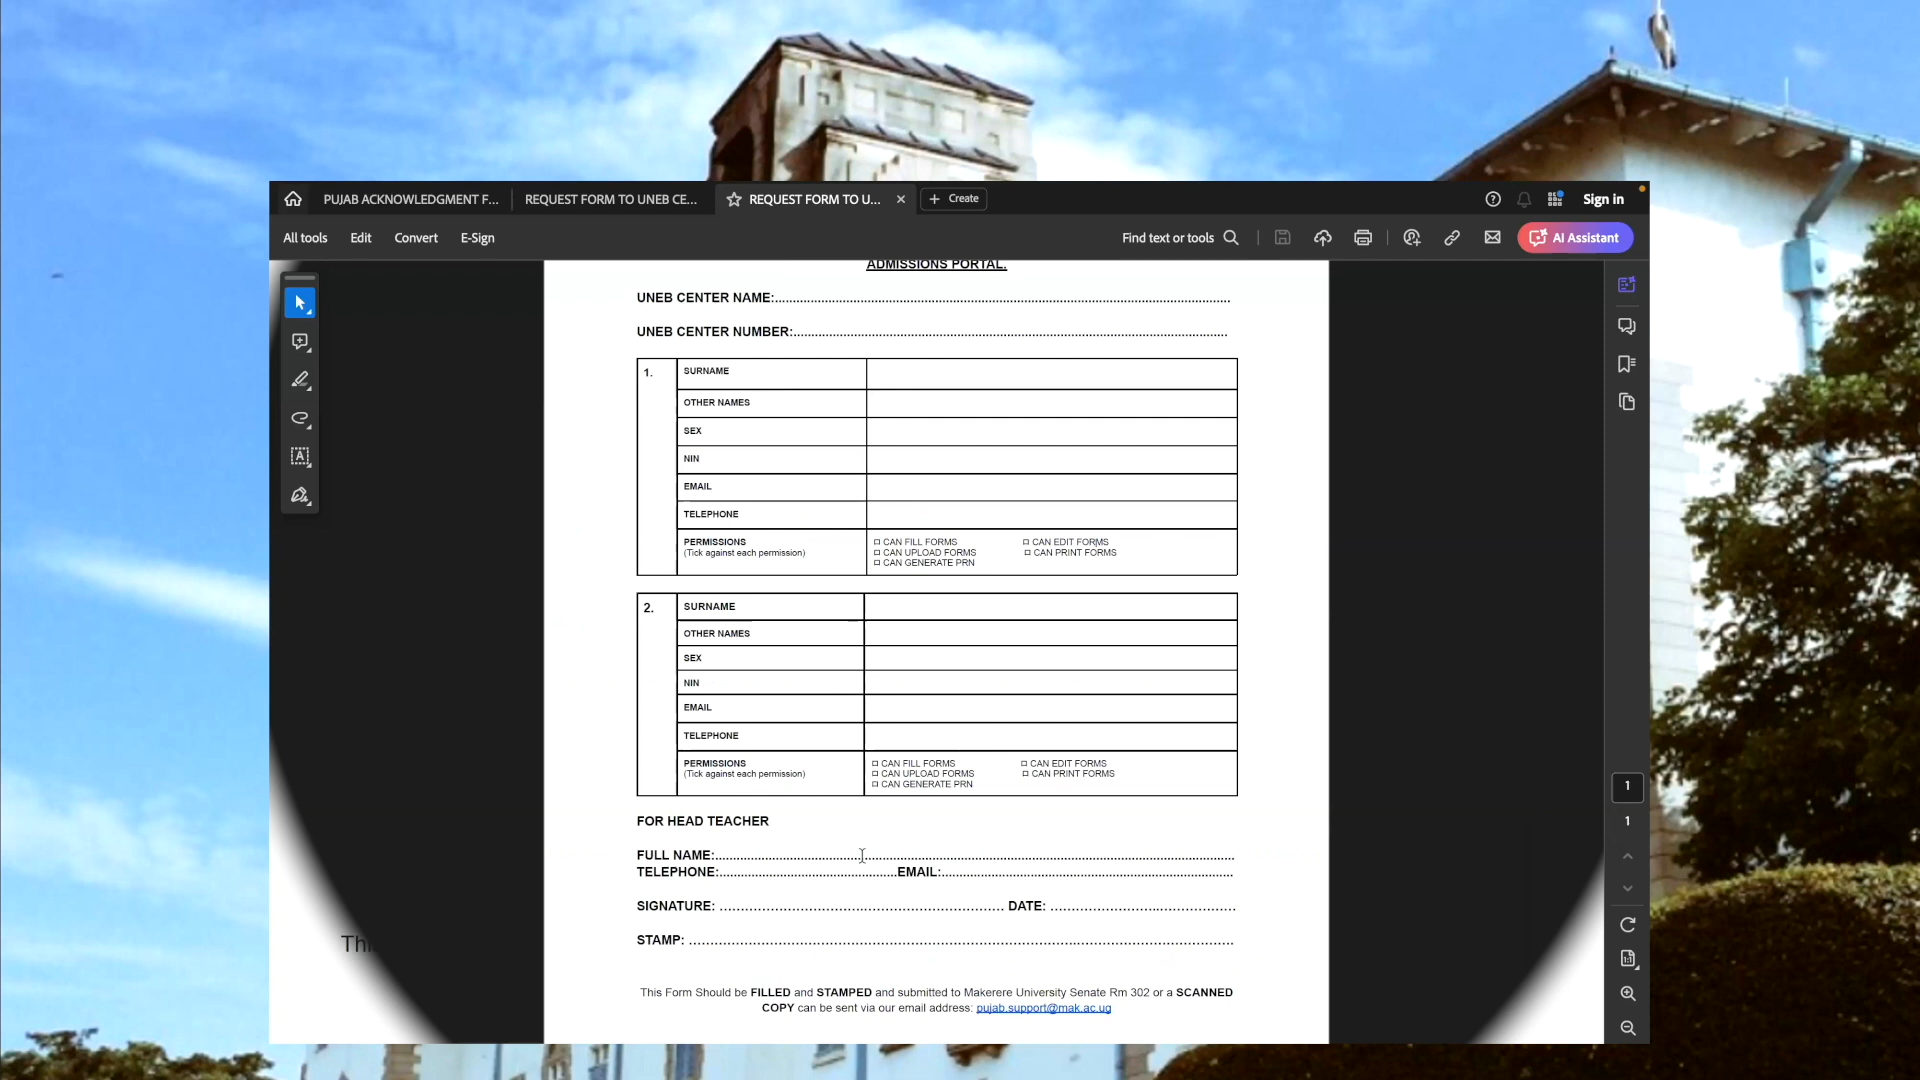 PUJAB ACKNOWLEDGMENT F...
REQUEST FORM TO UNEB CE...
REQUEST FORM TO U...
Create
Sign in
All tools
Edit
Convert
E-Sign
Find text or tools
AI Assistant
ADMISSIONS PORTAL.
UNEB CENTER NAME:
UNEB CENTER NUMBER:
1.
SURNAME
OTHER NAMES
SEX
NIN
EMAIL
TELEPHONE
PERMISSIONS
(Tick against each permission)
CAN FILL FORMS CAN EDIT FORMS
CAN UPLOAD FORMS CAN PRINT FORMS
CAN GENERATE PRN
2.
SURNAME
OTHER NAMES
SEX
NIN
EMAIL
TELEPHONE
PERMISSIONS
(Tick against each permission)
CAN FILL FORMS CAN EDIT FORMS
CAN UPLOAD FORMS CAN PRINT FORMS
CAN GENERATE PRN
FOR HEAD TEACHER
FULL NAME:
TELEPHONE: EMAIL:
SIGNATURE: DATE:
STAMP:
This Form Should be FILLED and STAMPED and submitted to Makerere University Senate Rm 302 or a SCANNED
COPY can be sent via our email address: pujab.support@mak.ac.ug
1
1